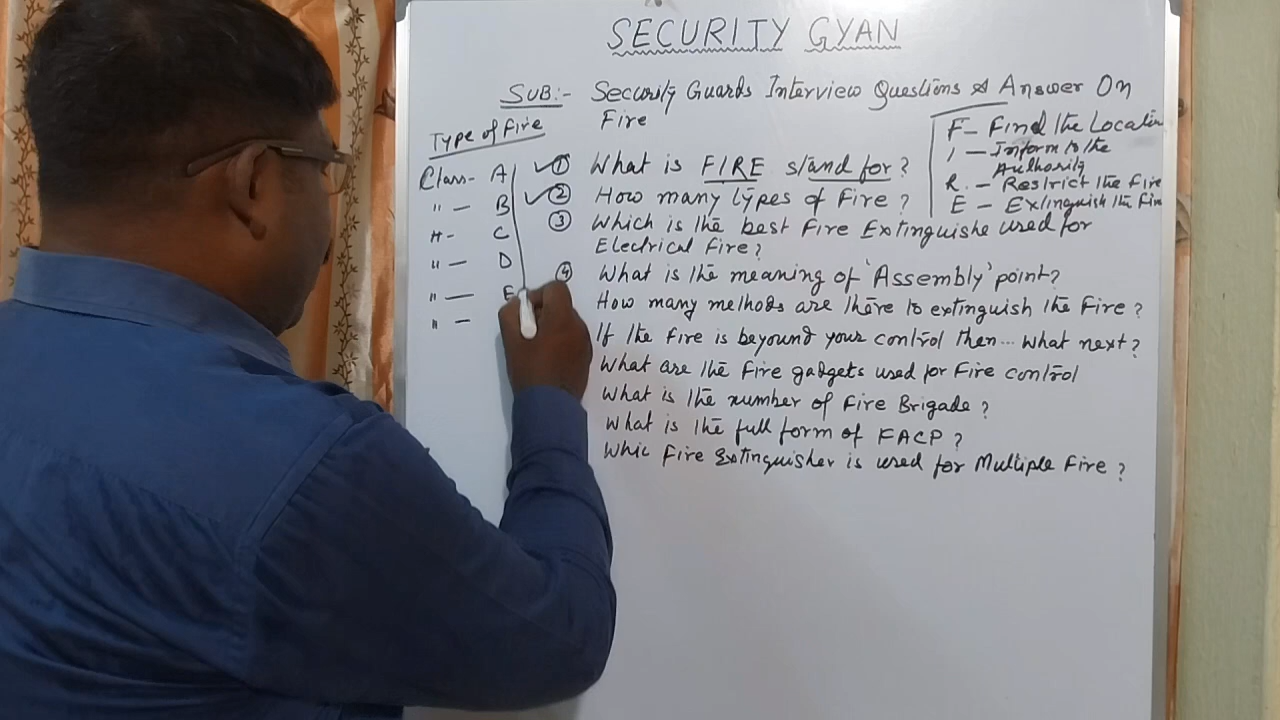 SECURITY GYAN
SUB:- Security Guards Interview Questions & Answer On
Fire
Type of Fire
Class - A
" - B
" - C
" - D
" - E
" -
F - Find the Location
I - Inform to the
Authority
R. - Restrict the Fire
E - Extinguish the Fire
① What is FIRE stand for?
② How many types of Fire?
③ Which is the best Fire Extinguishe used for
Electrical Fire?
④ What is the meaning of 'Assembly' point?
How many methods are there to extinguish the Fire?
If the fire is beyound your control then... what next?
What are the Fire gadgets used for Fire control
What is the number of Fire Brigade?
What is the full form of FACP?
Whic Fire Extinguisher is used for Multiple Fire?